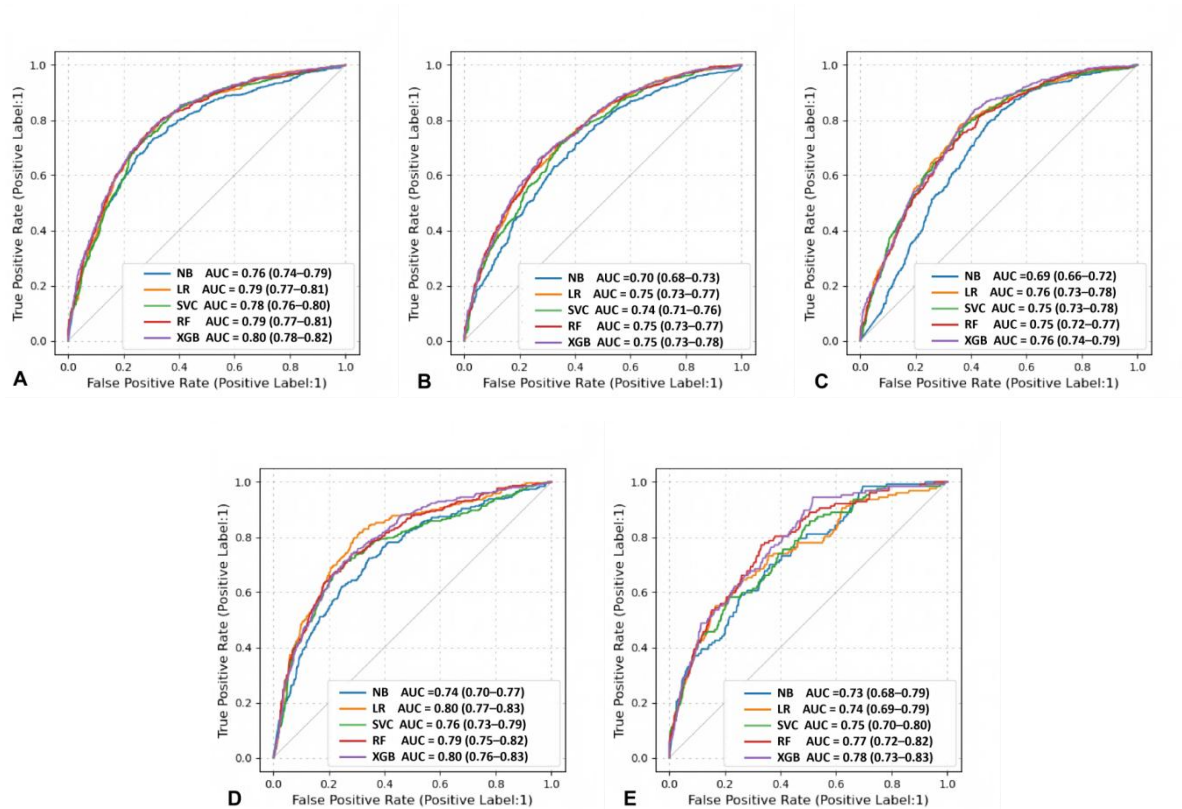 True Positive Rate (Positive Label:1)
1.0
0.8
0.6
0.4
0.2
0.0
NB AUC = 0.76 (0.74–0.79)
LR AUC = 0.79 (0.77–0.81)
SVC AUC = 0.78 (0.76–0.80)
RF AUC = 0.79 (0.77–0.81)
XGB AUC = 0.80 (0.78–0.82)
0.0 0.2 0.4 0.6 0.8 1.0
False Positive Rate (Positive Label:1)
A
True Positive Rate (Positive Label:1)
1.0
0.8
0.6
0.4
0.2
0.0
NB AUC =0.70 (0.68–0.73)
LR AUC = 0.75 (0.73–0.77)
SVC AUC = 0.74 (0.71–0.76)
RF AUC = 0.75 (0.73–0.77)
XGB AUC = 0.75 (0.73–0.78)
0.0 0.2 0.4 0.6 0.8 1.0
False Positive Rate (Positive Label:1)
B
True Positive Rate (Positive Label:1)
1.0
0.8
0.6
0.4
0.2
0.0
NB AUC =0.69 (0.66–0.72)
LR AUC = 0.76 (0.73–0.78)
SVC AUC = 0.75 (0.73–0.78)
RF AUC = 0.75 (0.72–0.77)
XGB AUC = 0.76 (0.74–0.79)
0.0 0.2 0.4 0.6 0.8 1.0
False Positive Rate (Positive Label:1)
C
True Positive Rate (Positive Label:1)
1.0
0.8
0.6
0.4
0.2
0.0
NB AUC =0.74 (0.70–0.77)
LR AUC = 0.80 (0.77–0.83)
SVC AUC = 0.76 (0.73–0.79)
RF AUC = 0.79 (0.75–0.82)
XGB AUC = 0.80 (0.76–0.83)
0.0 0.2 0.4 0.6 0.8 1.0
False Positive Rate (Positive Label:1)
D
True Positive Rate (Positive Label:1)
1.0
0.8
0.6
0.4
0.2
0.0
NB AUC =0.73 (0.68–0.79)
LR AUC = 0.74 (0.69–0.79)
SVC AUC = 0.75 (0.70–0.80)
RF AUC = 0.77 (0.72–0.82)
XGB AUC = 0.78 (0.73–0.83)
0.0 0.2 0.4 0.6 0.8 1.0
False Positive Rate (Positive Label:1)
E